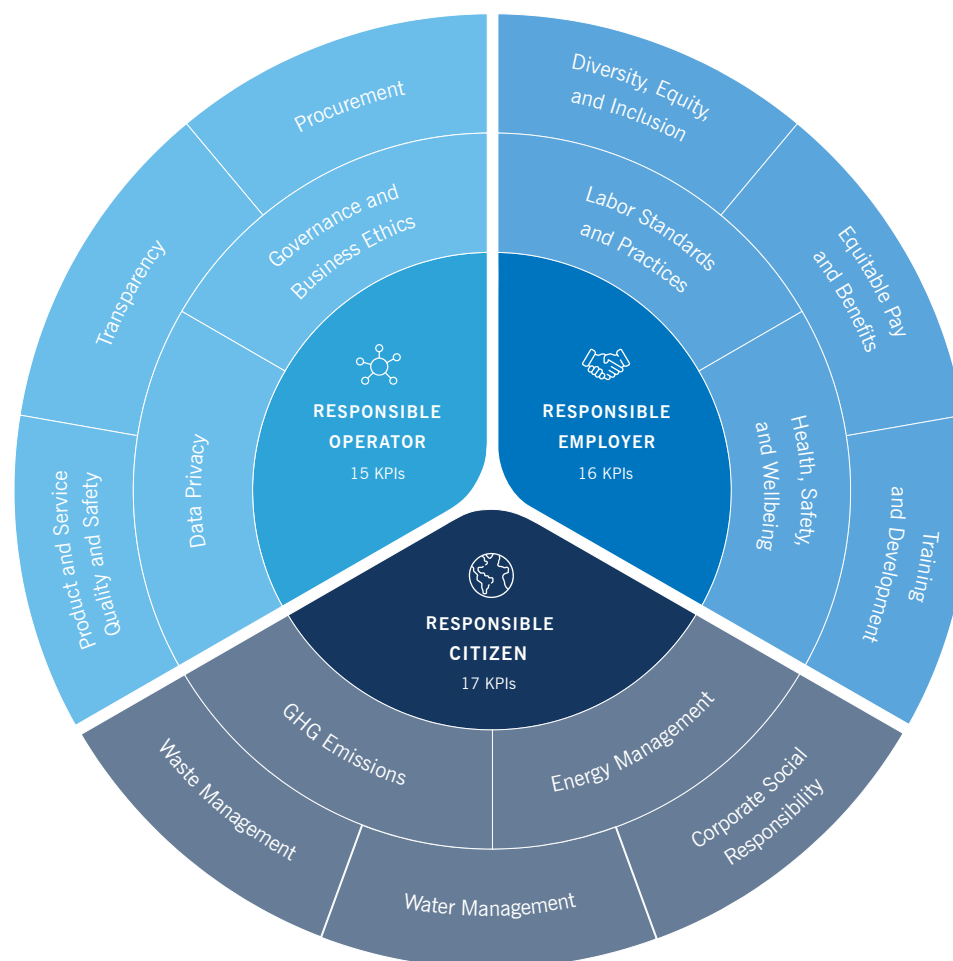 Procurement
Governance and
Business Ethics
Transparency
Data Privacy
Product and Service
Quality and Safety
RESPONSIBLE
OPERATOR
15 KPIs
Diversity, Equity,
and Inclusion
Labor Standards
and Practices
Equitable Pay
and Benefits
Health, Safety,
and Wellbeing
Training
and Development
RESPONSIBLE
EMPLOYER
16 KPIs
RESPONSIBLE
CITIZEN
17 KPIs
GHG Emissions
Energy Management
Waste Management
Water Management
Corporate Social
Responsibility